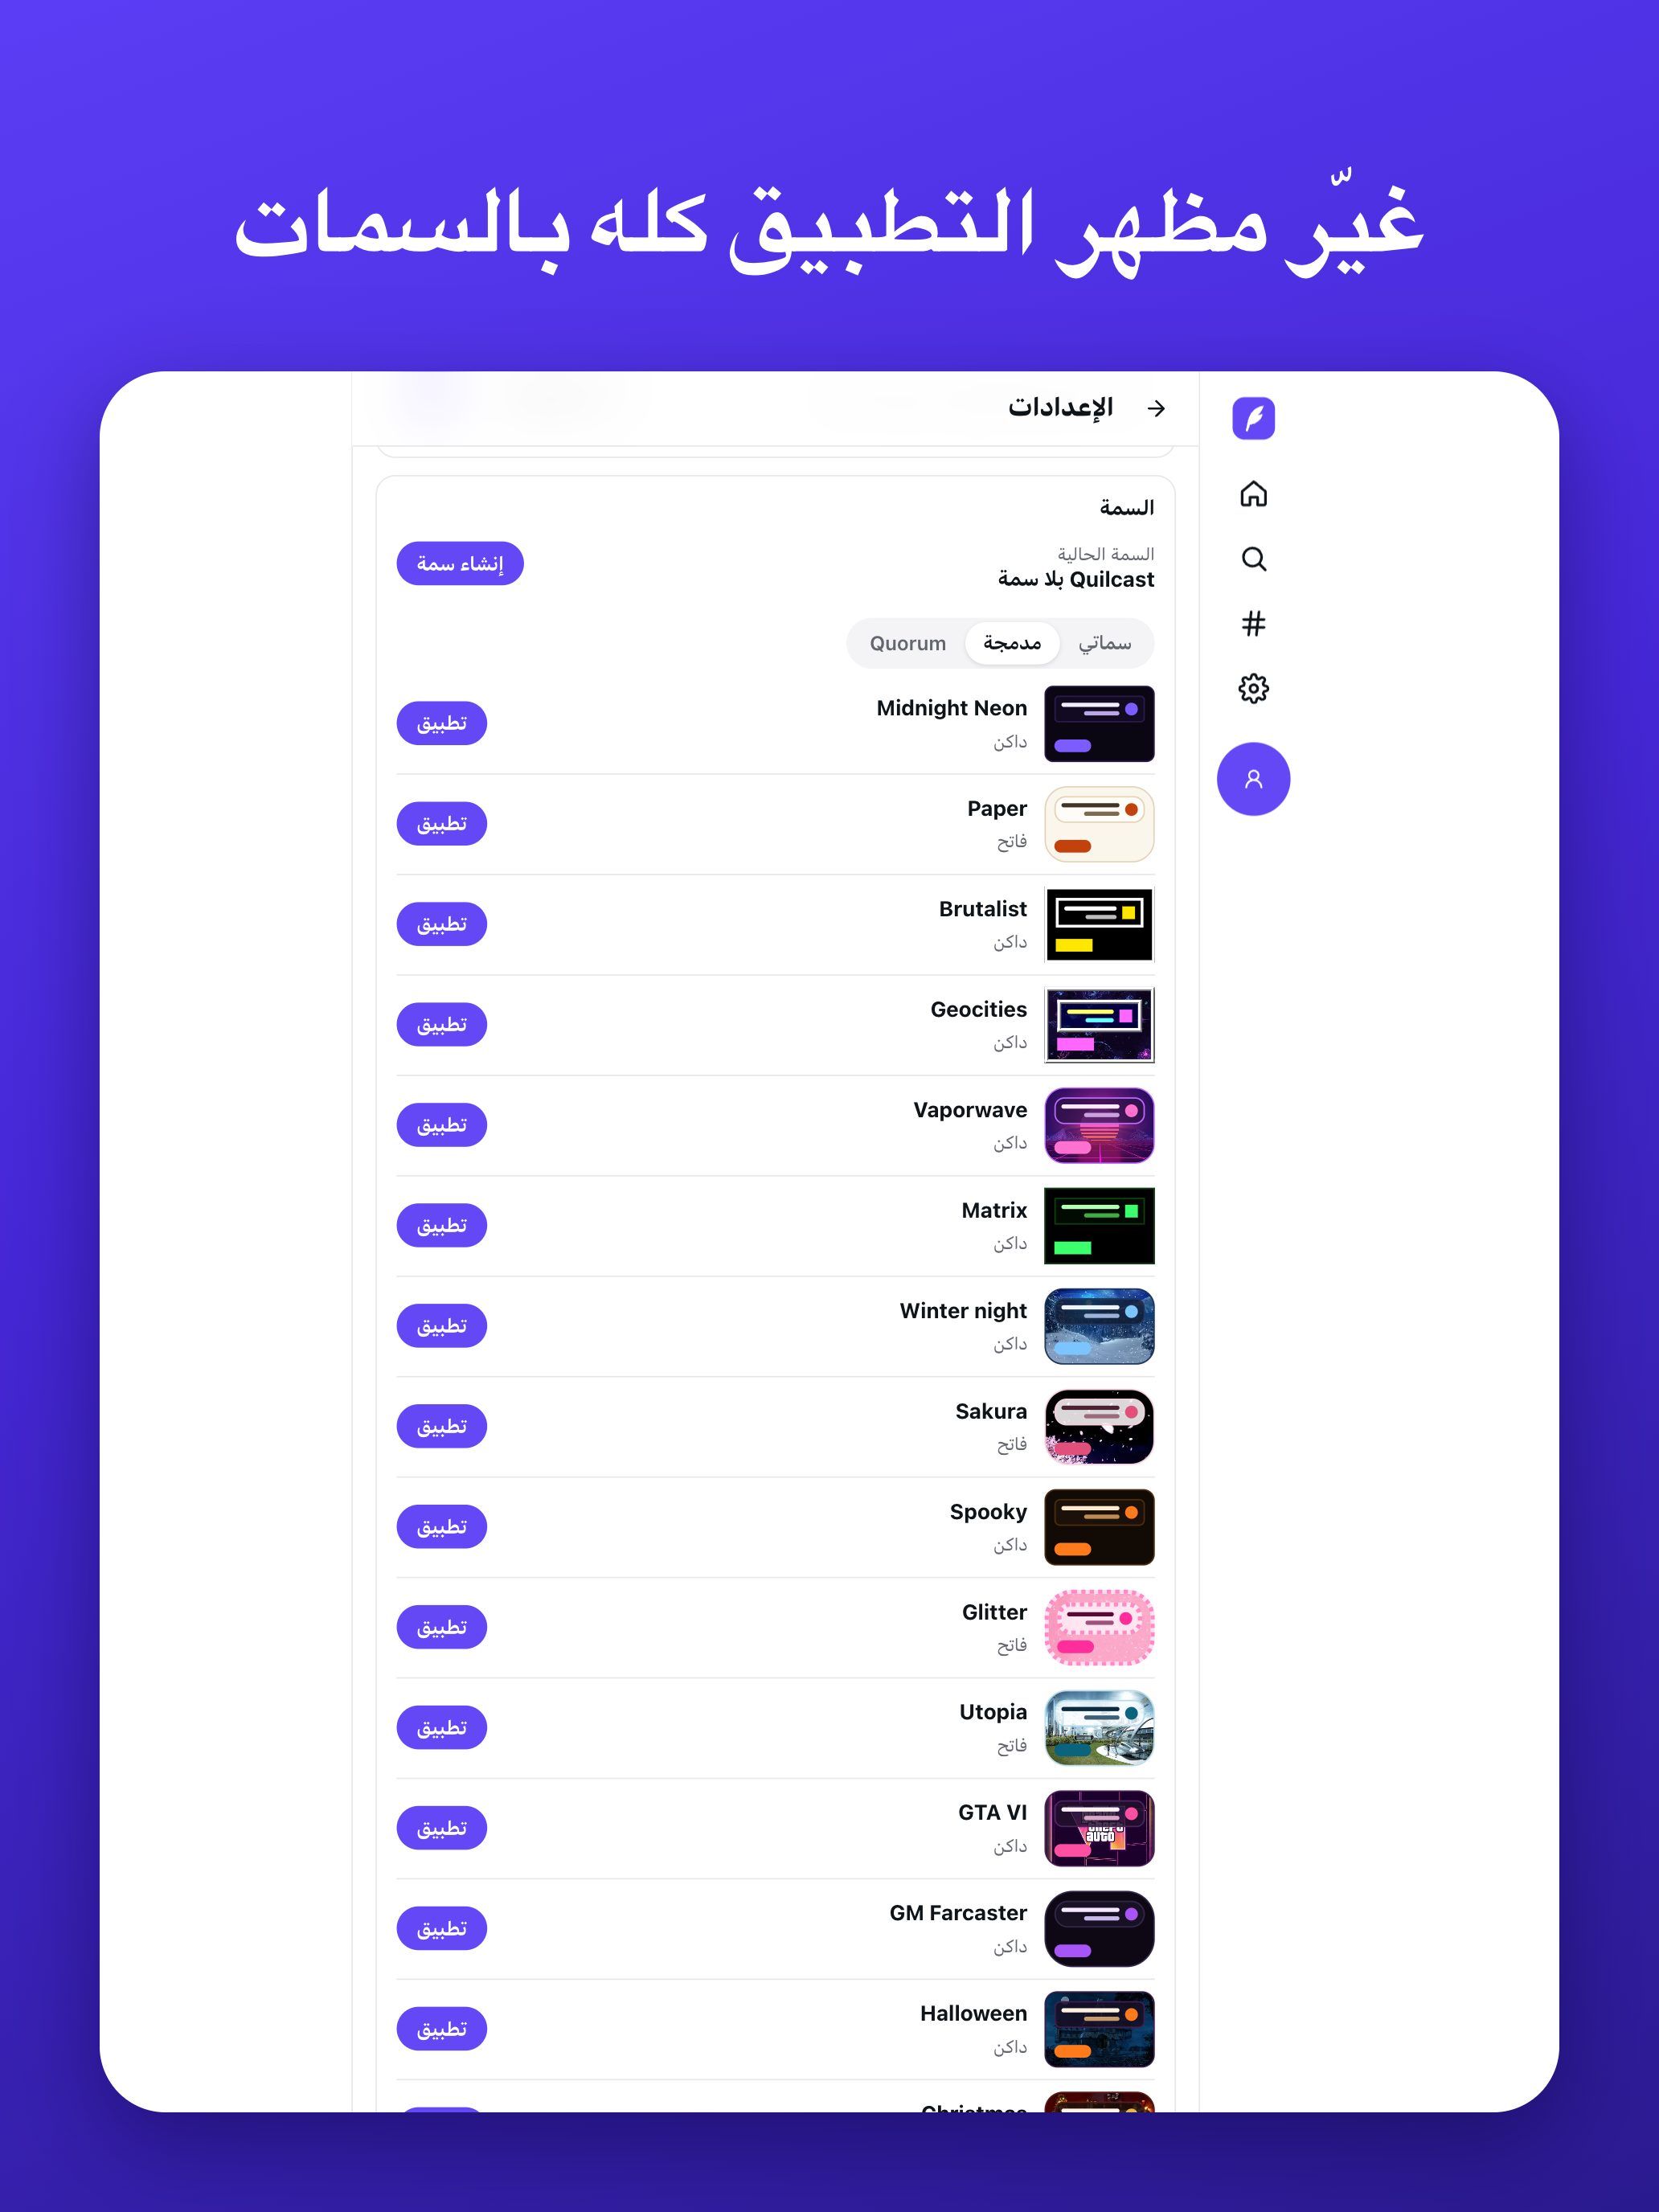 غيّر مظهر التطبيق كله بالسمات
الإعدادات
السمة
السمة الحالية
Quilcast بلا سمة
إنشاء سمة
سماتي
مدمجة
Quorum
Midnight Neon
داكن
تطبيق
Paper
فاتح
تطبيق
Brutalist
داكن
تطبيق
Geocities
داكن
تطبيق
Vaporwave
داكن
تطبيق
Matrix
داكن
تطبيق
Winter night
داكن
تطبيق
Sakura
فاتح
تطبيق
Spooky
داكن
تطبيق
Glitter
فاتح
تطبيق
Utopia
فاتح
تطبيق
GTA VI
داكن
تطبيق
GM Farcaster
داكن
تطبيق
Halloween
داكن
تطبيق
Christmas